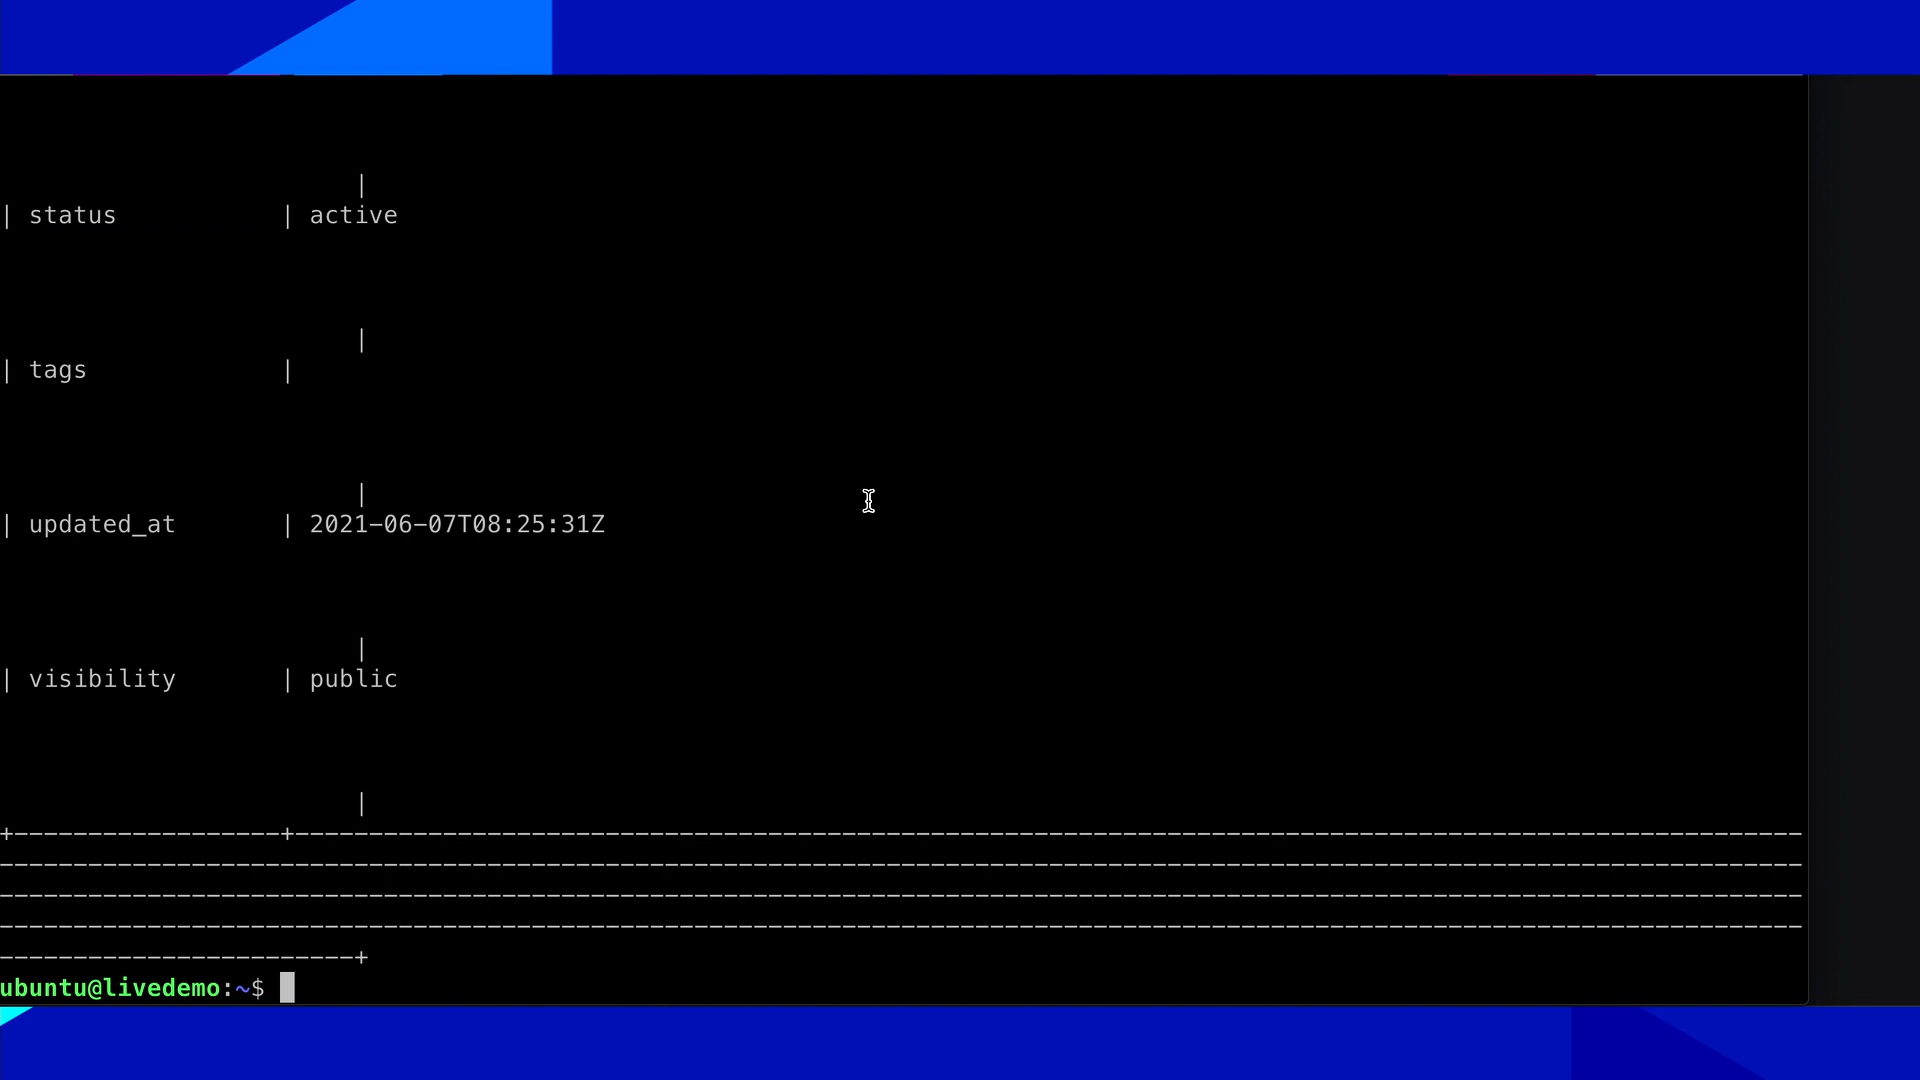 |
| status | active
|
| tags |
|
| updated_at | 2021-06-07T08:25:31Z
|
| visibility | public
|
+------------------+-------------------------------------------------------------------------------------------------------
---------------------------------------------------------------------------------------------------------------------------
---------------------------------------------------------------------------------------------------------------------------
---------------------------------------------------------------------------------------------------------------------------
------------------------+
ubuntu@livedemo:~$